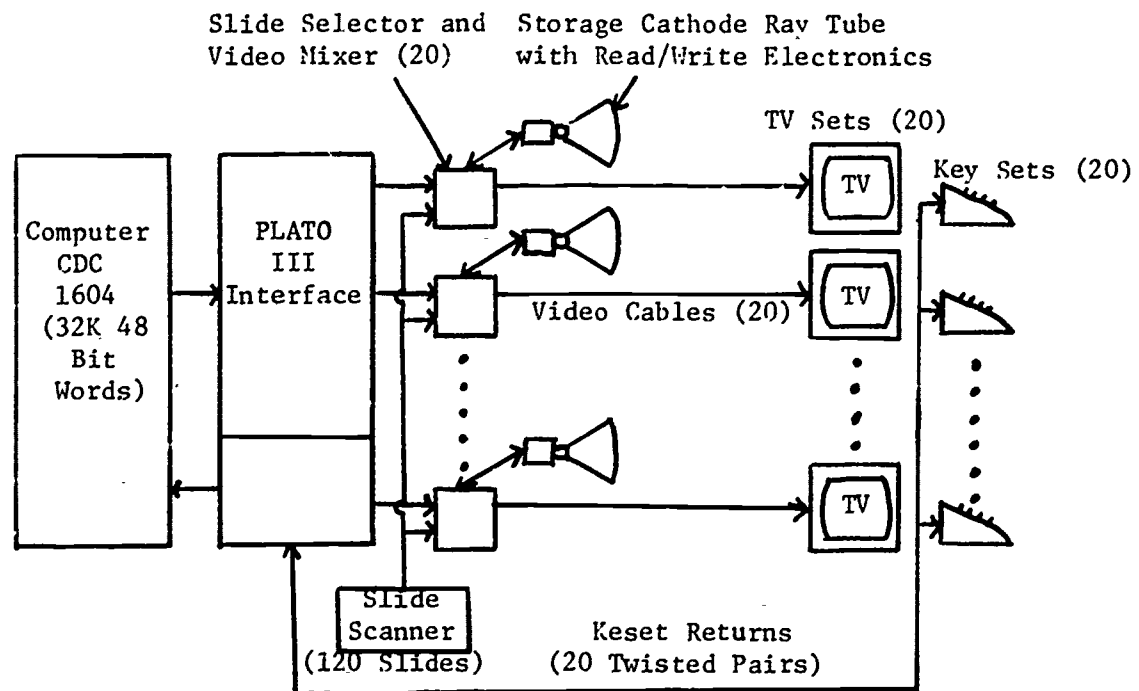 Slide Selector and
Video Mixer (20)
Storage Cathode Ray Tube
with Read/Write Electronics
TV Sets (20)
Key Sets (20)
Computer
CDC
1604
(32K 48
Bit
Words)
PLATO
III
Interface
TV
TV
Video Cables (20)
TV
Slide
Scanner
(120 Slides)
Keset Returns
(20 Twisted Pairs)